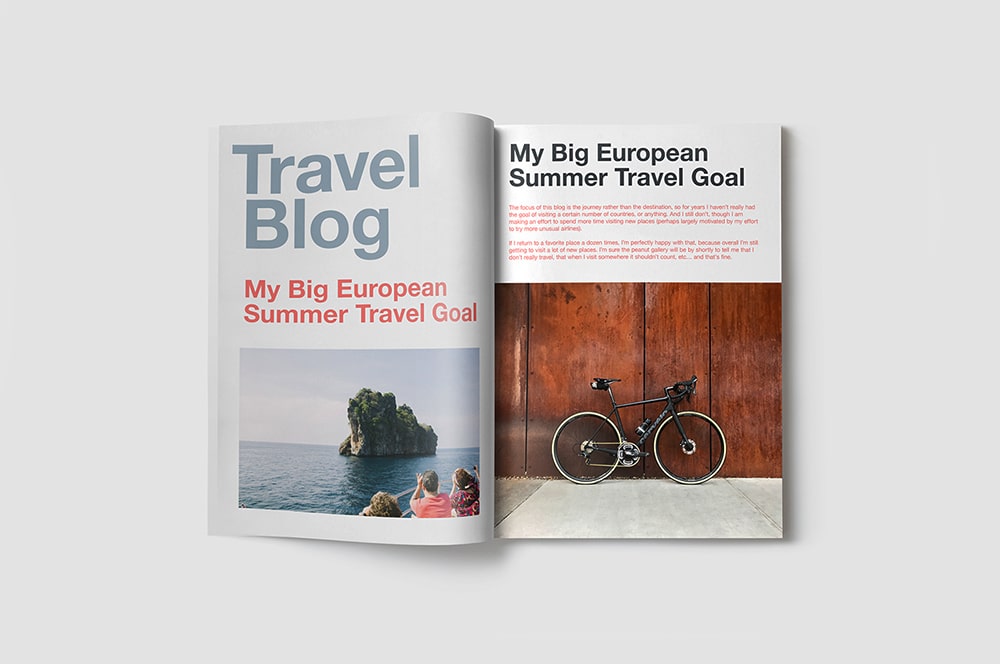 Travel
Blog
My Big European
Summer Travel Goal
My Big European
Summer Travel Goal
The focus of this blog is the journey rather than the destination, so for years I haven't really had
the goal of visiting a certain number of countries, or anything. And I still don't, though I am
making an effort to spend more time visiting new places (perhaps largely motivated by my effort
to try more unusual airlines).
If I return to a favorite place a dozen times, I'm perfectly happy with that, because overall I'm still
getting to visit a lot of new places. I'm sure the peanut gallery will be by shortly to tell me that I
don't really travel, that when I visit somewhere it shouldn't count, etc... and that's fine.